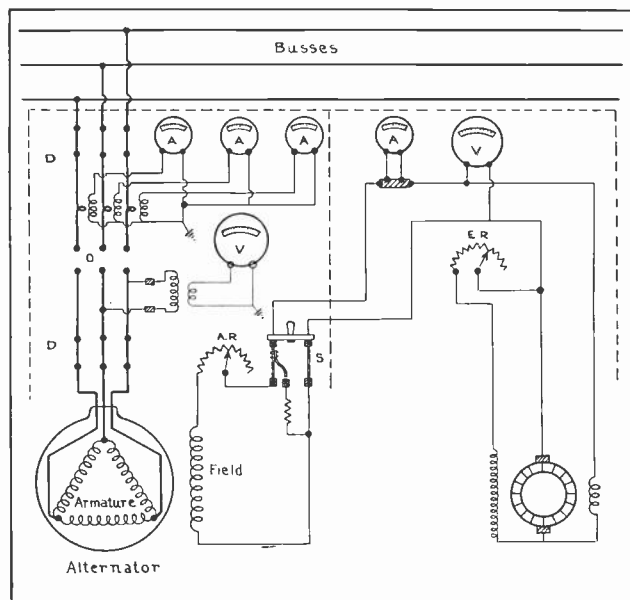 Busses
A
A
A
A
V
D
V
E R
O
D
A.R
S
Field
Armature
Alternator